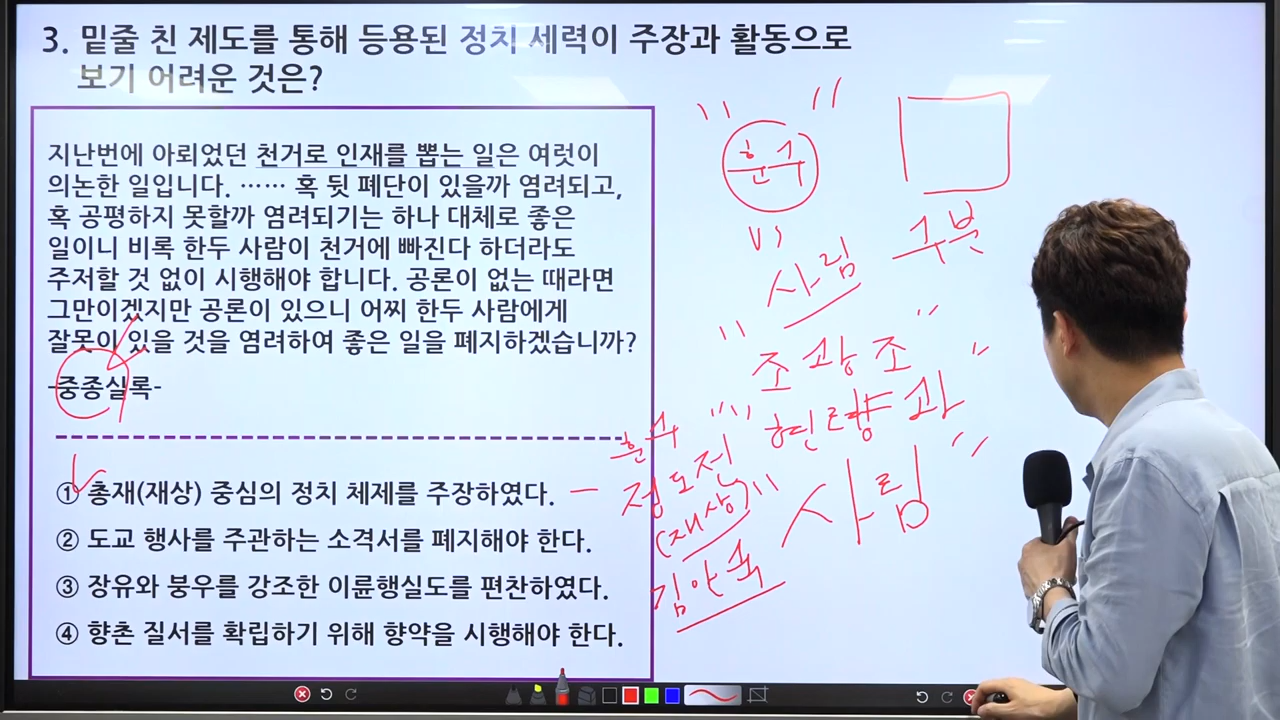 3. 밑줄 친 제도를 통해 등용된 정치 세력이 주장과 활동으로
보기 어려운 것은?
지난번에 아뢰었던 천거로 인재를 뽑는 일은 여럿이
의논한 일입니다. …… 혹 뒷 폐단이 있을까 염려되고,
혹 공평하지 못할까 염려되기는 하나 대체로 좋은
일이니 비록 한두 사람이 천거에 빠진다 하더라도
주저할 것 없이 시행해야 합니다. 공론이 없는 때라면
그만이겠지만 공론이 있으니 어찌 한두 사람에게
잘못이 있을 것을 염려하여 좋은 일을 폐지하겠습니까?
-중종실록-
① 총재(재상) 중심의 정치 체제를 주장하였다.
② 도교 행사를 주관하는 소격서를 폐지해야 한다.
③ 장유와 붕우를 강조한 이륜행실도를 편찬하였다.
④ 향촌 질서를 확립하기 위해 향약을 시행해야 한다.
"훈구"
vs
사림
"조광조"
"현량과"
사림
훈구
정도전
(재상)